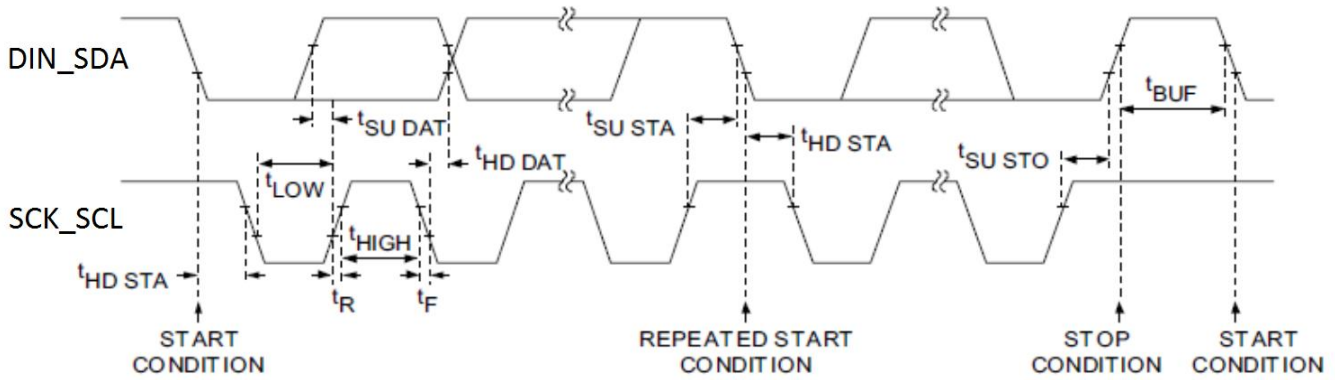 DIN_SDA
tBUF
tSU DAT
tSU STA
tHD STA
tHD DAT
tSU STO
tLOW
SCK_SCL
tHIGH
tHD STA
tR
tF
START
CONDITION
REPEATED START
CONDITION
STOP
CONDITION
START
CONDITION